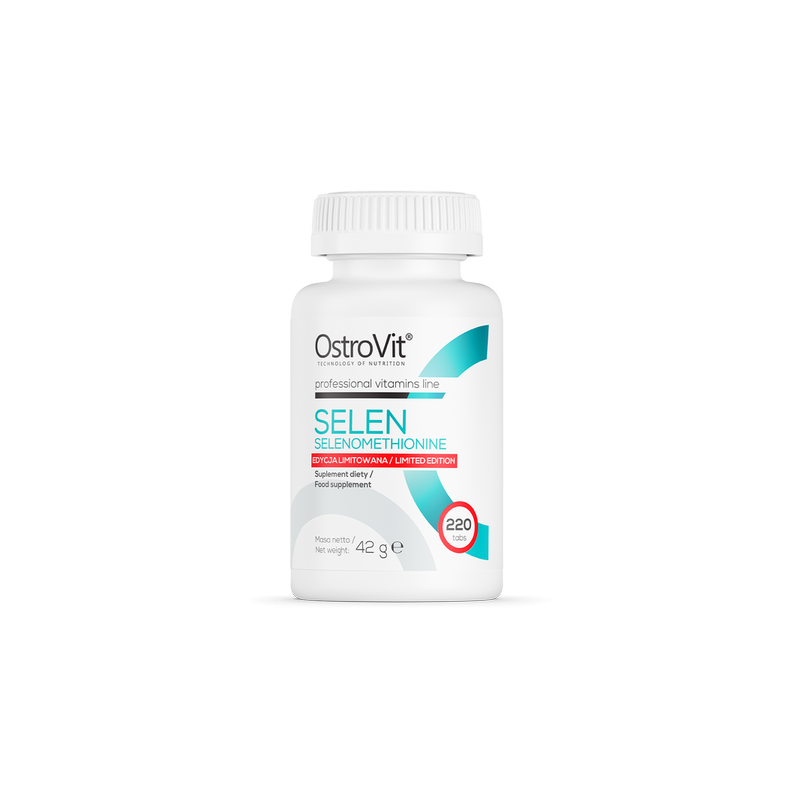 OstroVit®
TECHNOLOGY OF NUTRITION
professional vitamins line
SELEN
SELENOMETHIONINE
EDYCJA LIMITOWANA / LIMITED EDITION
Suplement diety /
Food supplement
220
tabs
Masa netto /
Net weight: 42 g ℮